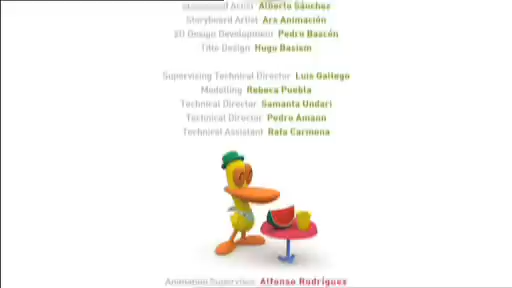 Artist Alberto Sánchez
Storyboard Artist Ars Animación
2D Design Development Pedro Bascón
Title Design Hugo Basism
Supervising Technical Director Luis Gallego
Modelling Rebeca Puebla
Technical Director Samanta Undari
Technical Director Pedro Amann
Technical Assistant Rafa Carmona
Animation Supervisor Alfonso Rodríguez